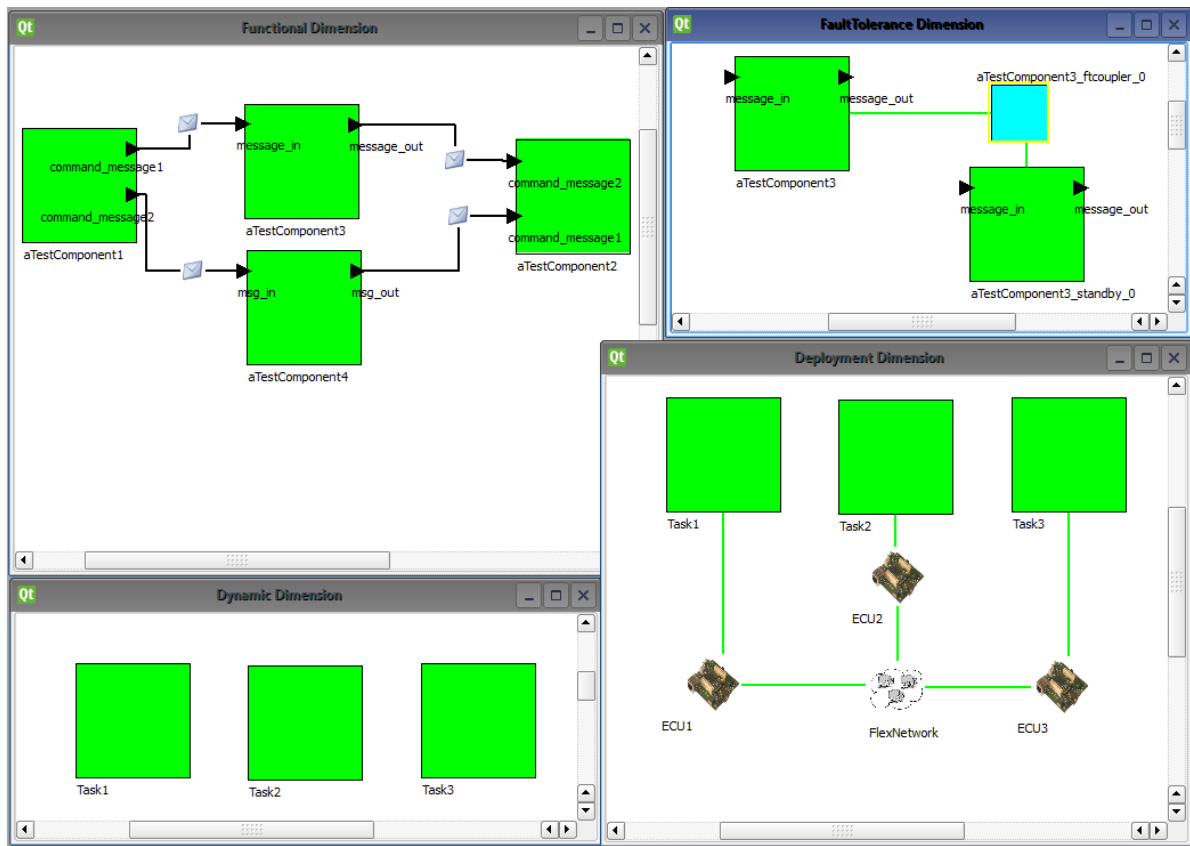 Qt Functional Dimension
command_message1
command_message2
aTestComponent1
message_in
message_out
aTestComponent3
msg_in
msg_out
aTestComponent4
command_message2
command_message1
aTestComponent2
Qt FaultTolerance Dimension
message_in
message_out
aTestComponent3
aTestComponent3_ftcoupler_0
message_in
message_out
aTestComponent3_standby_0
Qt Dynamic Dimension
Task1
Task2
Task3
Qt Deployment Dimension
Task1
Task2
Task3
ECU2
ECU1
FlexNetwork
ECU3